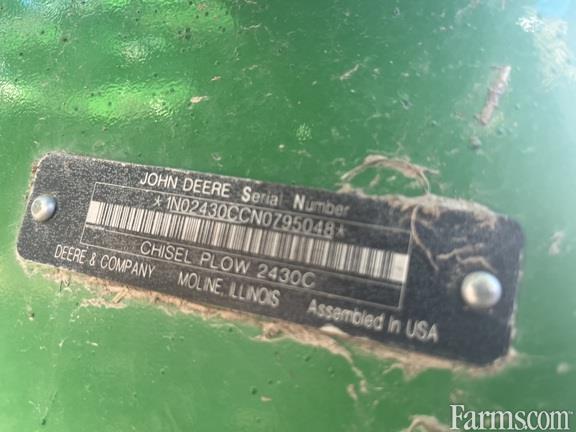 JOHN DEERE Serial Number
*1N02430CCN0795048*
CHISEL PLOW 2430C
DEERE & COMPANY MOLINE, ILLINOIS Assembled in USA
Farms.com